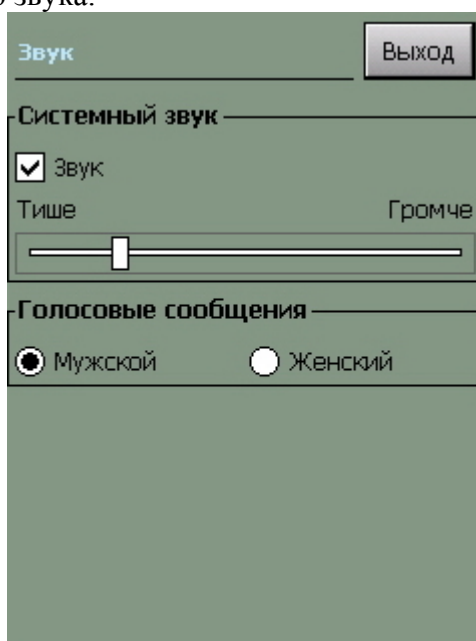 звука.
Звук
Выход
Системный звук
Звук
Тише Громче
Голосовые сообщения
Мужской Женский